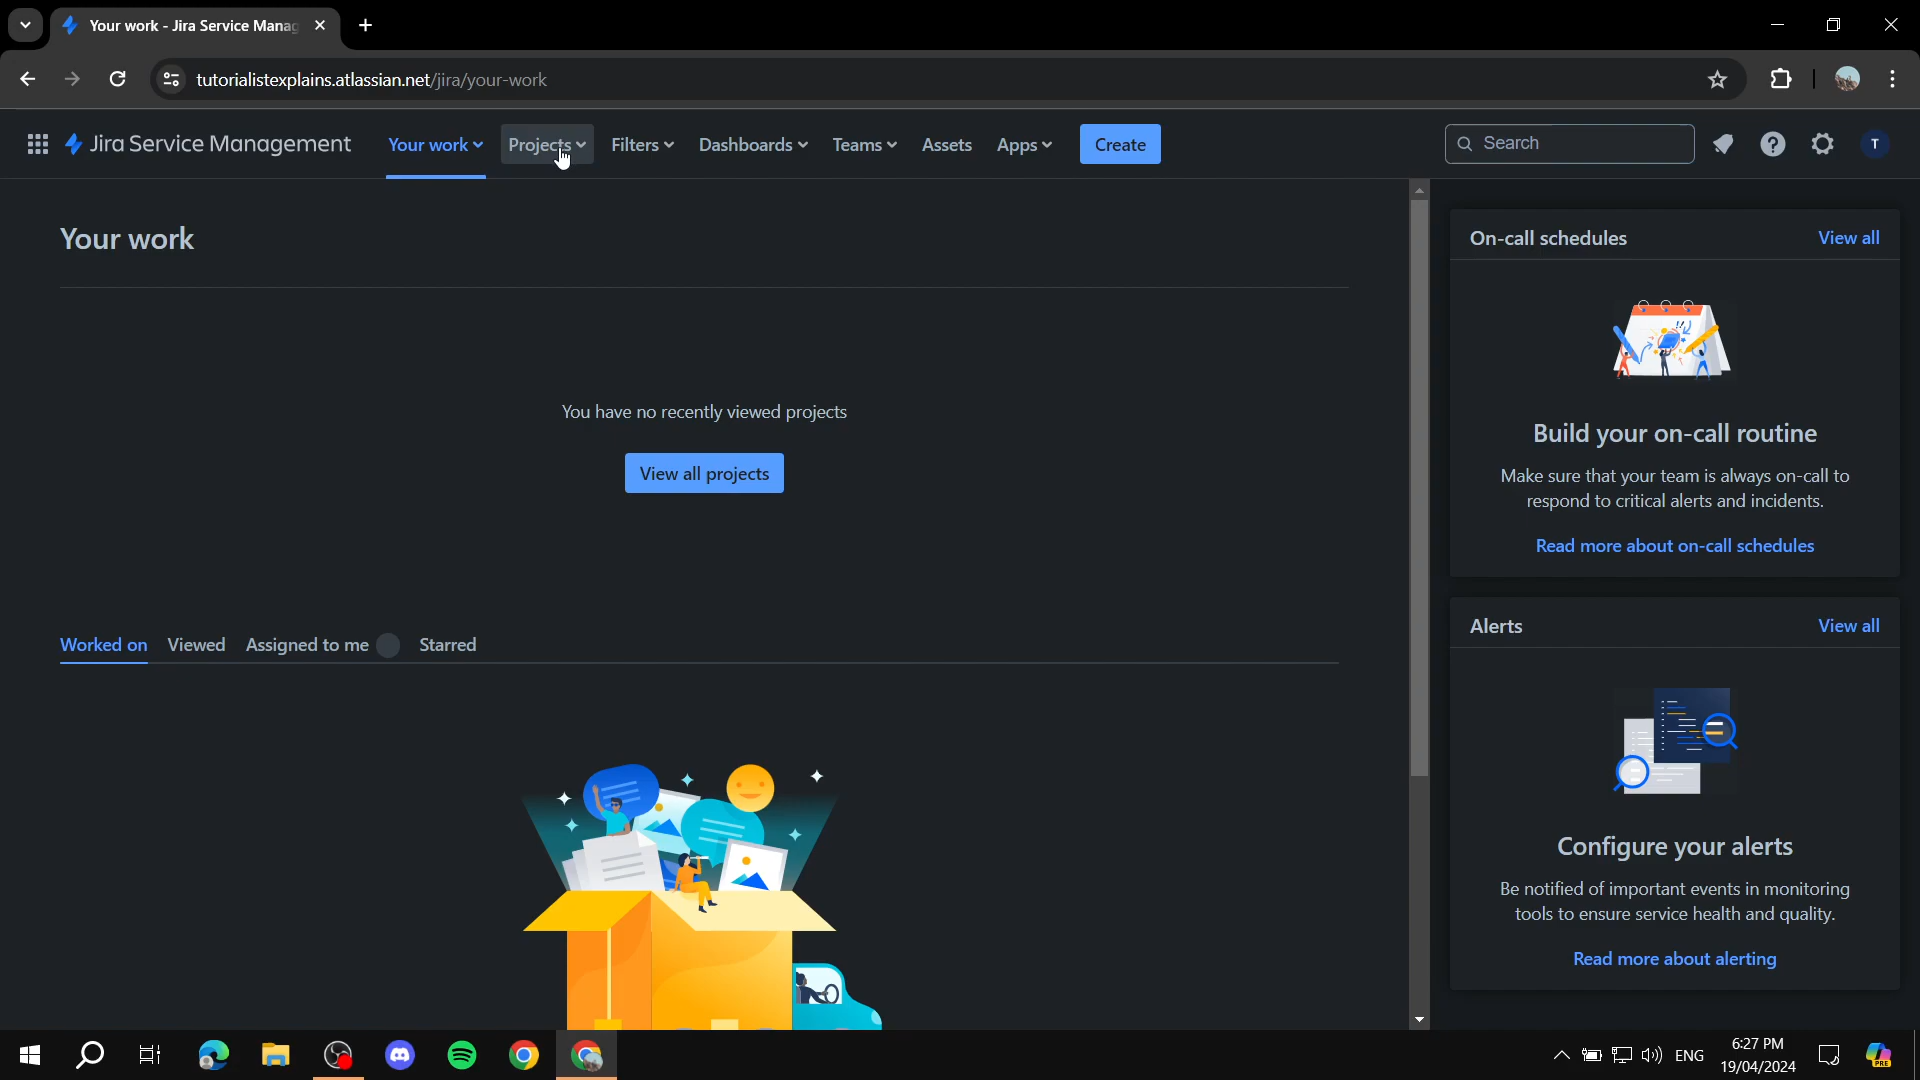 Your work - Jira Service Manag
tutorialistexplains.atlassian.net/jira/your-work
Jira Service Management
Your work
Projects
Filters
Dashboards
Teams
Assets
Apps
Create
Search
T
Your work
You have no recently viewed projects
View all projects
Worked on
Viewed
Assigned to me
Starred
On-call schedules
View all
Build your on-call routine
Make sure that your team is always on-call to
respond to critical alerts and incidents.
Read more about on-call schedules
Alerts
View all
Configure your alerts
Be notified of important events in monitoring
tools to ensure service health and quality.
Read more about alerting
ENG
6:27 PM
19/04/2024
PRE